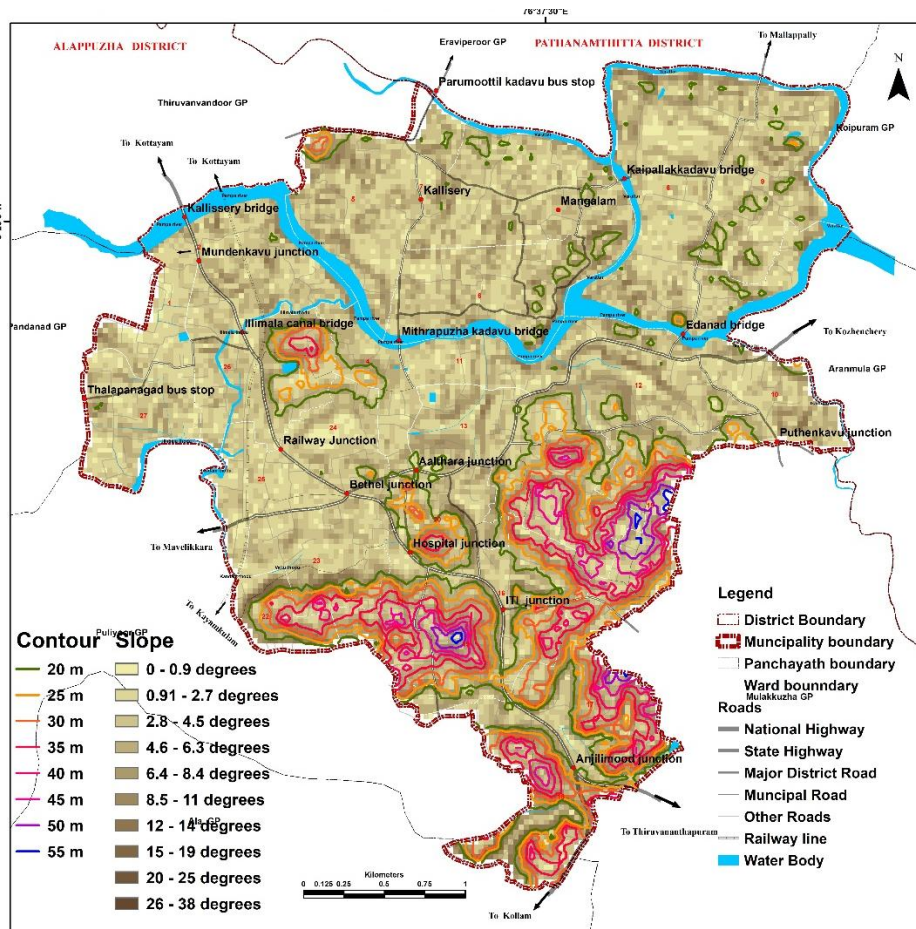 76°37'30"E
ALAPPUZHA DISTRICT
PATHANAMTHITTA DISTRICT
Eraviperoor GP
To Mallappally
N
Parumoottil kadavu bus stop
Thiruvanvandoor GP
Koipuram GP
To Kottayam
To Kottayam
Kaipallakkadavu bridge
Kallisery
Mangalam
Kallissery bridge
Mundenkavu junction
Pandanad GP
Illimala canal bridge
Mithrapuzha kadavu bridge
Edanad bridge
To Kozhenchery
Aranmula GP
Thalapanagad bus stop
Puthenkavu junction
Railway Junction
Aalthara junction
Bethel junction
To Mavelikkara
Hospital junction
To Kayamkulam
ITI junction
Puliyoor GP
Mulakkuzha GP
Anjilimood junction
Ala GP
To Thiruvananthapuram
To Kollam
Contour
20 m
25 m
30 m
35 m
40 m
45 m
50 m
55 m
Slope
0 - 0.9 degrees
0.91 - 2.7 degrees
2.8 - 4.5 degrees
4.6 - 6.3 degrees
6.4 - 8.4 degrees
8.5 - 11 degrees
12 - 14 degrees
15 - 19 degrees
20 - 25 degrees
26 - 38 degrees
Kilometers
0 0.125 0.25 0.5 0.75 1
Legend
District Boundary
Muncipality boundary
Panchayath boundary
Ward bounndary
Roads
National Highway
State Highway
Major District Road
Muncipal Road
Other Roads
Railway line
Water Body